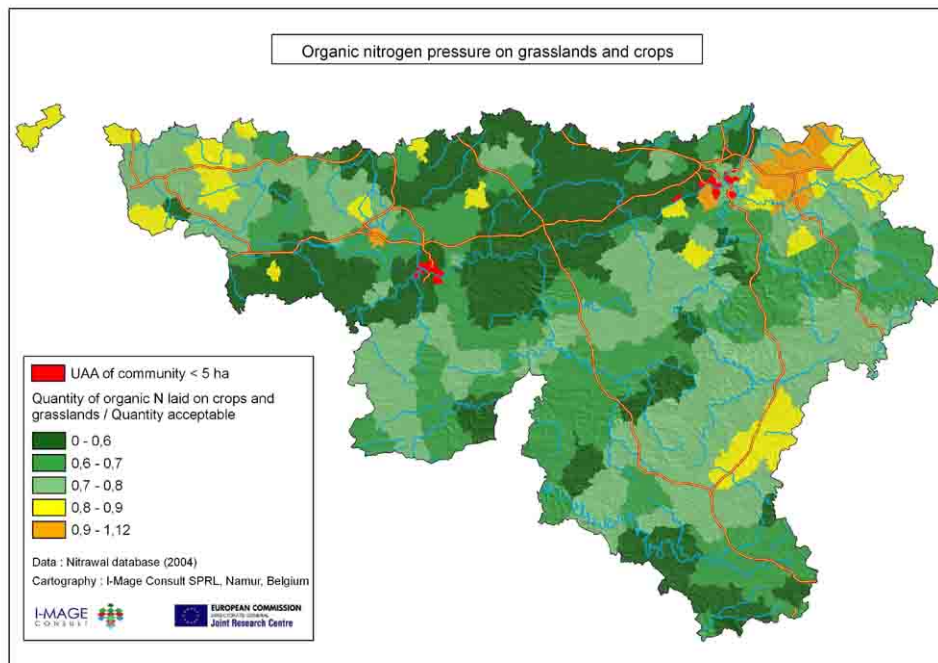 Organic nitrogen pressure on grasslands and crops
UAA of community < 5 ha
Quantity of organic N laid on crops and
grasslands / Quantity acceptable
0 - 0,6
0,6 - 0,7
0,7 - 0,8
0,8 - 0,9
0,9 - 1,12
Data : Nitrawal database (2004)
Cartography : I-Mage Consult SPRL, Namur, Belgium
I-MAGE
CONSULT
EUROPEAN COMMISSION
DIRECTORATE-GENERAL
Joint Research Centre